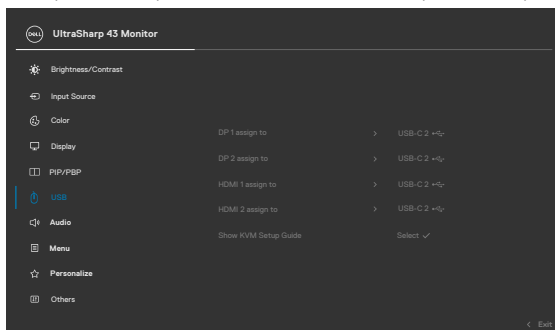 DELL UltraSharp 43 Monitor
Brightness/Contrast
Input Source
Color
DP 1 assign to > USB-C 2
Display
DP 2 assign to > USB-C 2
PIP/PBP
HDMI 1 assign to > USB-C 2
USB
HDMI 2 assign to > USB-C 2
Audio
Show KVM Setup Guide Select ✓
Menu
Personalize
Others
< Exit